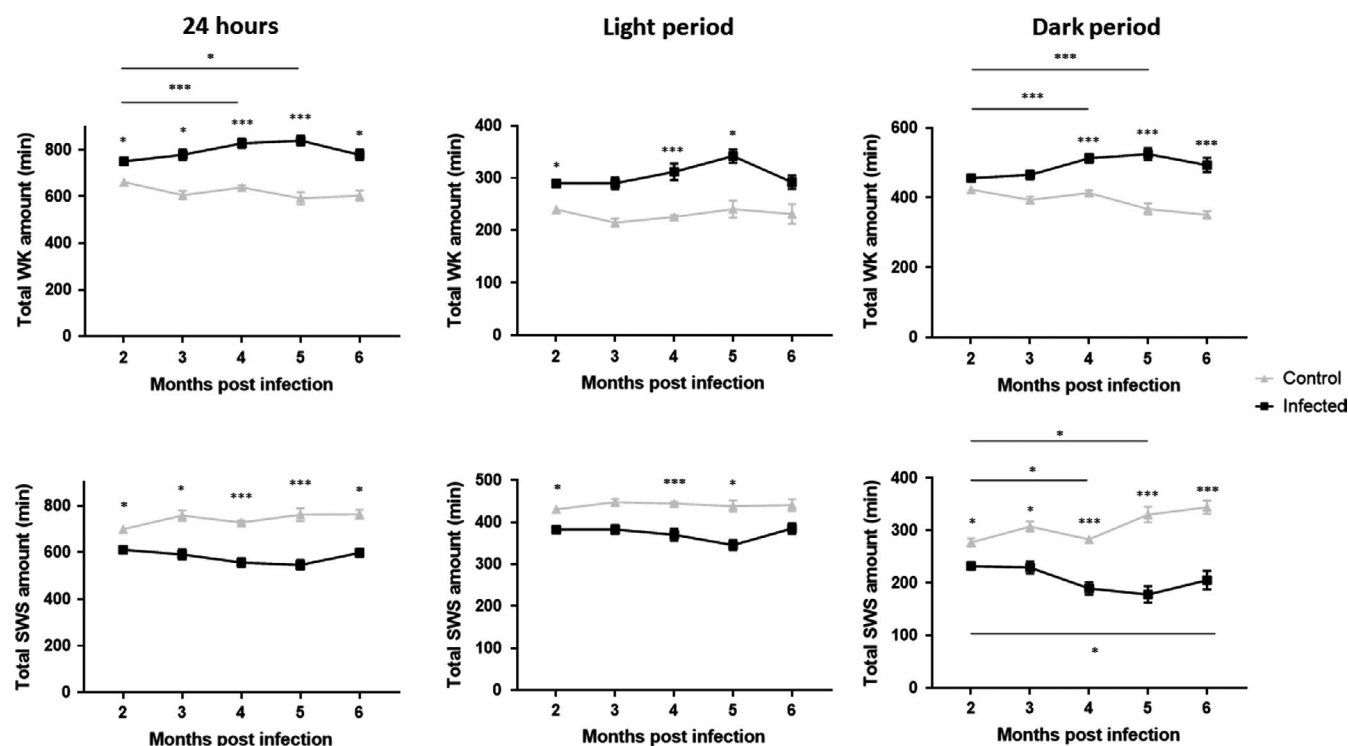 24 hours
Light period
Dark period
*
***
*
*
***
***
*
Total WK amount (min)
800
600
400
200
0
2 3 4 5 6
Months post infection
*
***
*
Total WK amount (min)
400
300
200
100
0
2 3 4 5 6
Months post infection
***
***
***
***
***
Total WK amount (min)
600
400
200
0
2 3 4 5 6
Months post infection
Control
Infected
*
*
***
***
*
Total SWS amount (min)
800
600
400
200
0
2 3 4 5 6
Months post infection
*
***
*
Total SWS amount (min)
500
400
300
200
100
0
2 3 4 5 6
Months post infection
*
*
*
*
***
***
***
Total SWS amount (min)
400
300
200
100
0
*
2 3 4 5 6
Months post infection